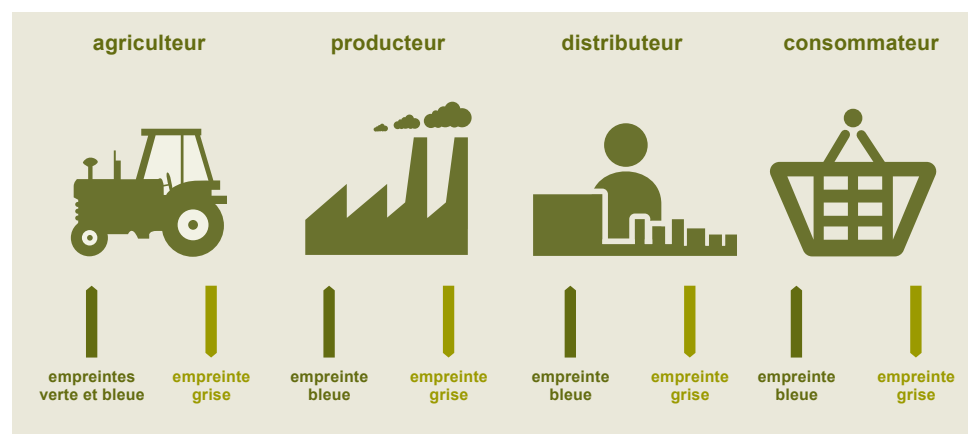 agriculteur
producteur
distributeur
consommateur
empreintes
verte et bleue
empreinte
grise
empreinte
bleue
empreinte
grise
empreinte
bleue
empreinte
grise
empreinte
bleue
empreinte
grise